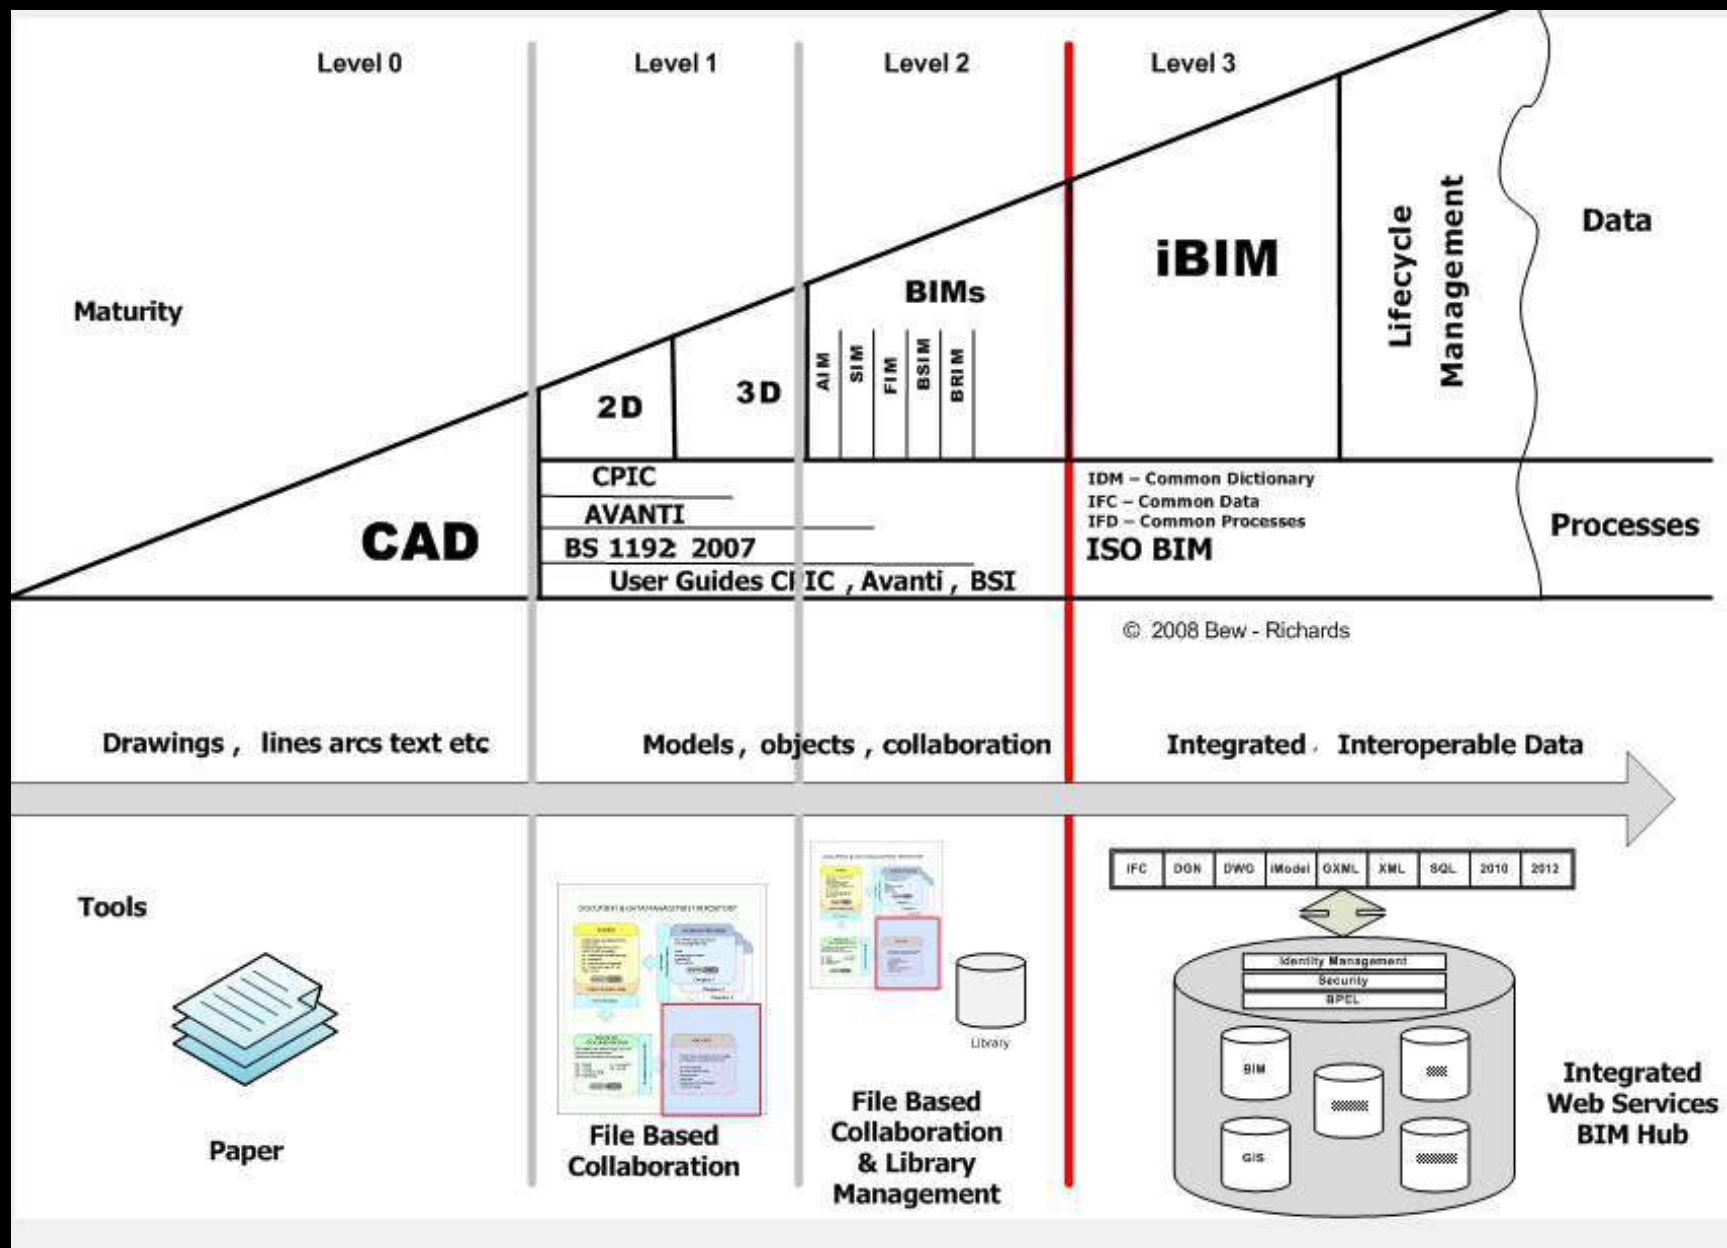 Level 0
Level 1
Level 2
Level 3
Maturity
CAD
2D
3D
BIMs
AIM
SIM
FIM
BSIM
BRIM
iBIM
Lifecycle
Management
Data
CPIC
AVANTI
BS 1192: 2007
User Guides CPIC , Avanti , BSI
IDM – Common Dictionary
IFC – Common Data
IFD – Common Processes
ISO BIM
Processes
© 2008 Bew - Richards
Drawings , lines arcs text etc
Models , objects , collaboration
Integrated , Interoperable Data
Tools
Paper
DOCUMENT & DATA MANAGEMENT REPOSITORY
File Based
Collaboration
Library
File Based
Collaboration
& Library
Management
IFC DGN DWG iModel GXML XML SQL 2010 2012
Identity Management
Security
BPEL
BIM
GIS
Integrated
Web Services
BIM Hub